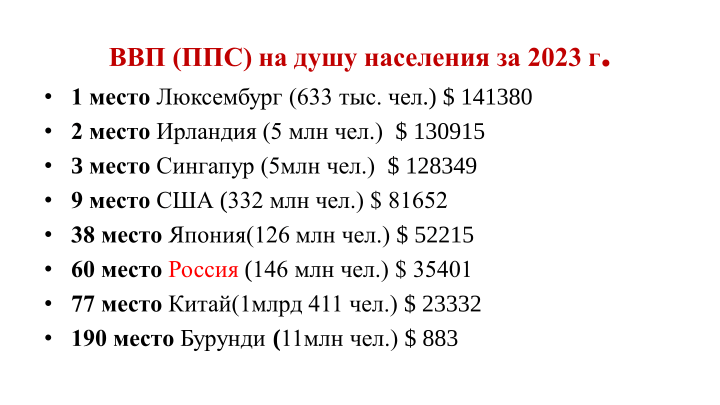 ВВП (ППС) на душу населения за 2023 г.
• 1 место Люксембург (633 тыс. чел.) $ 141380
• 2 место Ирландия (5 млн чел.) $ 130915
• 3 место Сингапур (5млн чел.) $ 128349
• 9 место США (332 млн чел.) $ 81652
• 38 место Япония(126 млн чел.) $ 52215
• 60 место Россия (146 млн чел.) $ 35401
• 77 место Китай(1млрд 411 чел.) $ 23332
• 190 место Бурунди (11млн чел.) $ 883